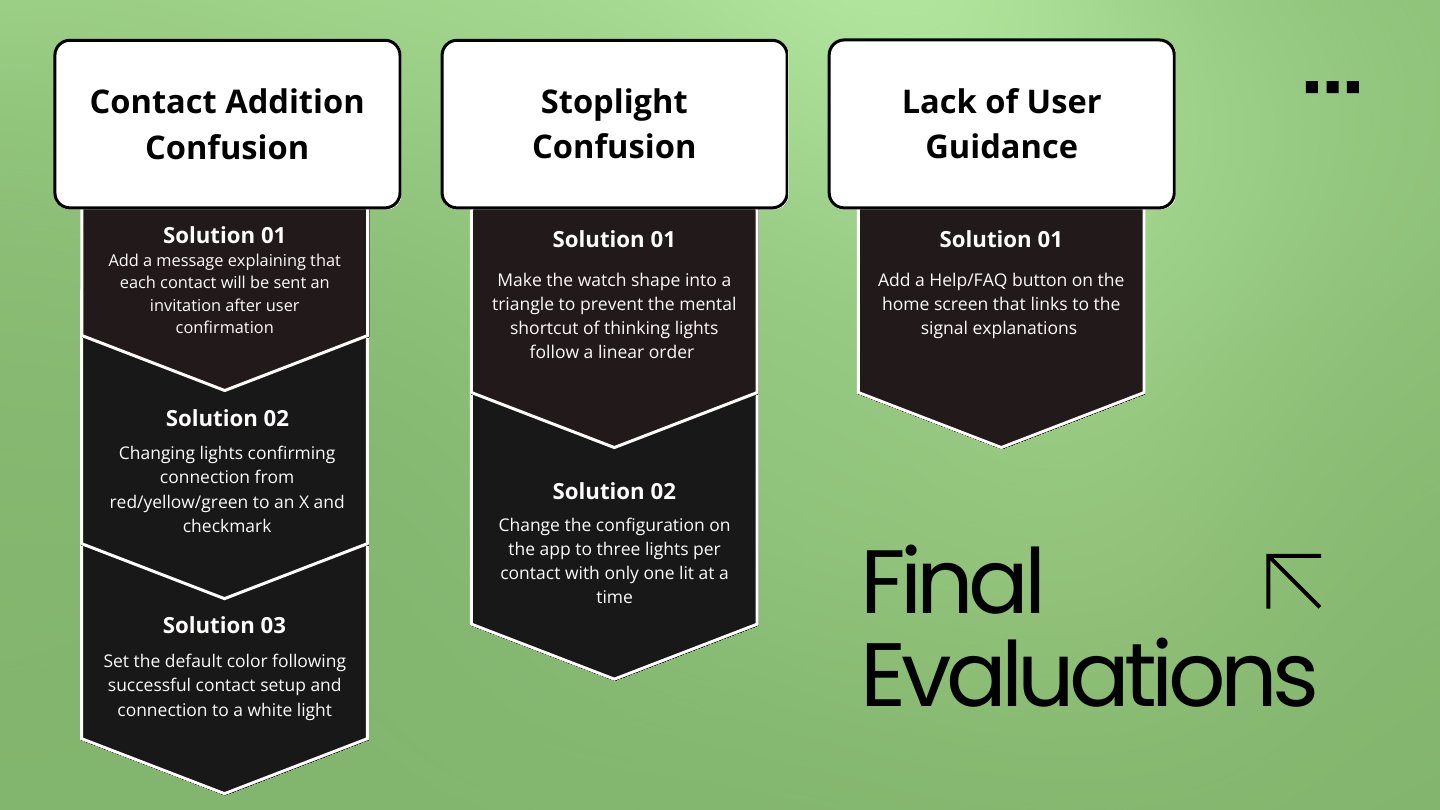 Contact Addition
Confusion
Solution 01
Add a message explaining that
each contact will be sent an
invitation after user
confirmation
Solution 02
Changing lights confirming
connection from
red/yellow/green to an X and
checkmark
Solution 03
Set the default color following
successful contact setup and
connection to a white light
Stoplight
Confusion
Solution 01
Make the watch shape into a
triangle to prevent the mental
shortcut of thinking lights
follow a linear order
Solution 02
Change the configuration on
the app to three lights per
contact with only one lit at a
time
Lack of User
Guidance
Solution 01
Add a Help/FAQ button on the
home screen that links to the
signal explanations
Final
Evaluations